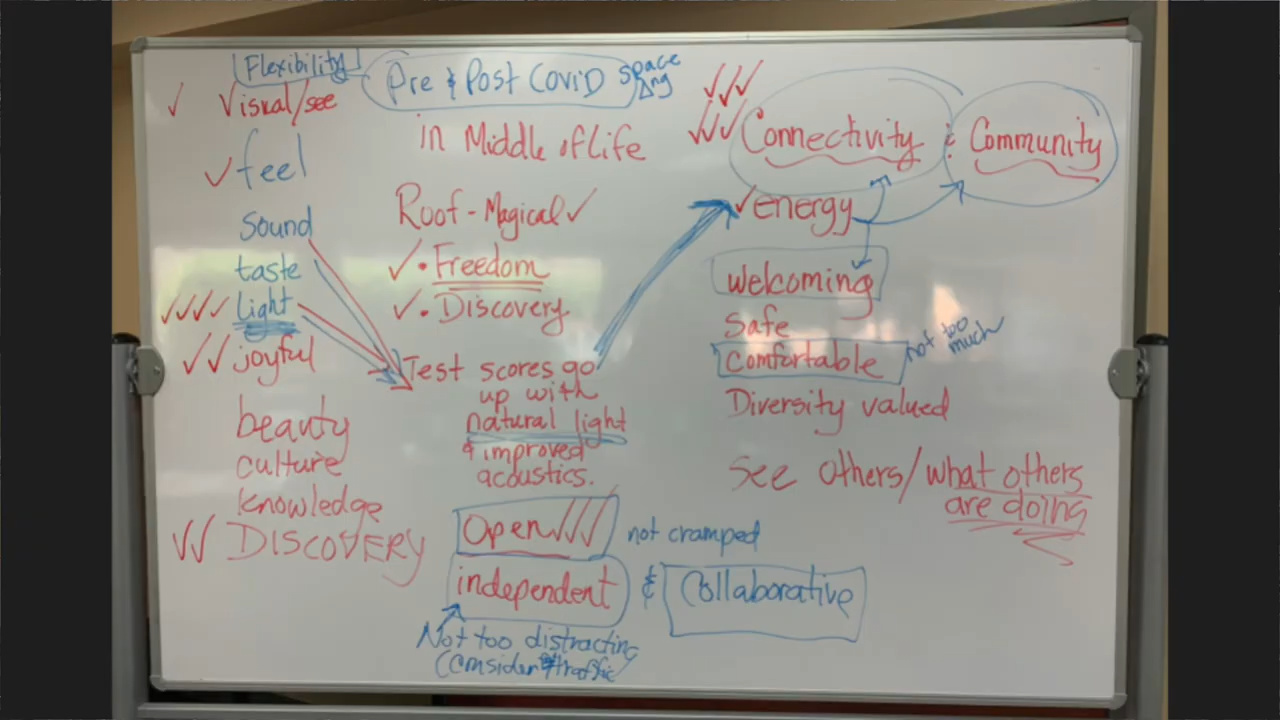 Flexibility
Pre & Post Covid space
Visual/see
in Middle of Life
feel
Sound
taste
Light
joyful
beauty
culture
knowledge
DISCOVERY
Roof - Magical
• Freedom
• Discovery
Test scores go
up with
natural light
& improved
acoustics.
Open
not cramped
independent & Collaborative
Not too distracting
(consider traffic
Connectivity & Community
energy
Welcoming
Safe
Comfortable
not too
much
Diversity valued
See others/what others
are doing